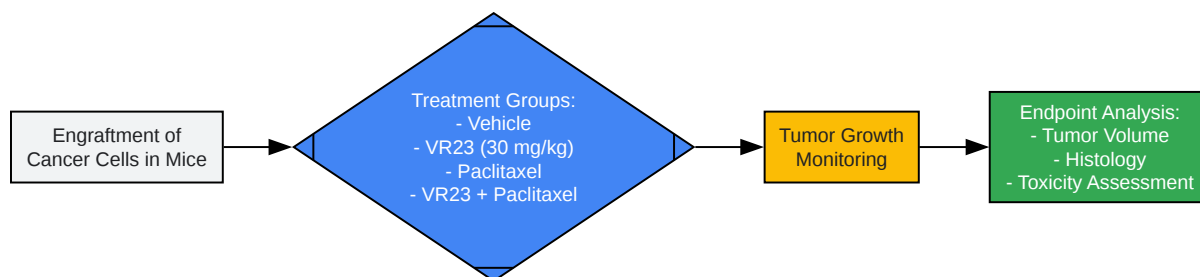 Engraftment of
Cancer Cells in Mice
Treatment Groups:
- Vehicle
- VR23 (30 mg/kg)
- Paclitaxel
- VR23 + Paclitaxel
Tumor Growth
Monitoring
Endpoint Analysis:
- Tumor Volume
- Histology
- Toxicity Assessment